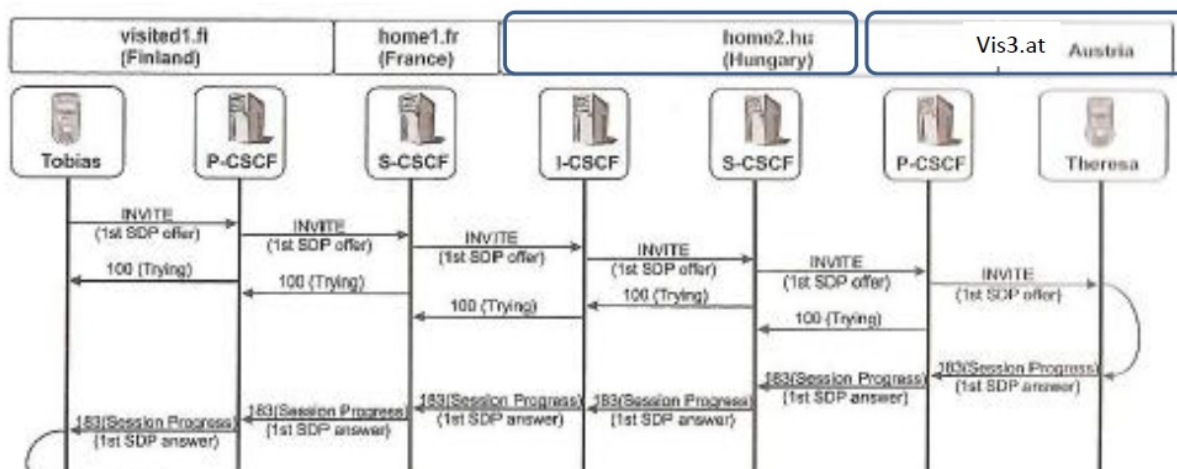 visited1.fi
(Finland)
home1.fr
(France)
home2.hu
(Hungary)
Vis3.at
Austria
Tobias
P-CSCF
S-CSCF
I-CSCF
S-CSCF
P-CSCF
Theresa
INVITE
(1st SDP offer)
INVITE
(1st SDP offer)
INVITE
(1st SDP offer)
INVITE
(1st SDP offer)
INVITE
(1st SDP offer)
INVITE
(1st SDP offer)
100 (Trying)
100 (Trying)
100 (Trying)
100 (Trying)
100 (Trying)
183(Session Progress)
(1st SDP answer)
183(Session Progress)
(1st SDP answer)
183(Session Progress)
(1st SDP answer)
183(Session Progress)
(1st SDP answer)
183(Session Progress)
(1st SDP answer)
183(Session Progress)
(1st SDP answer)